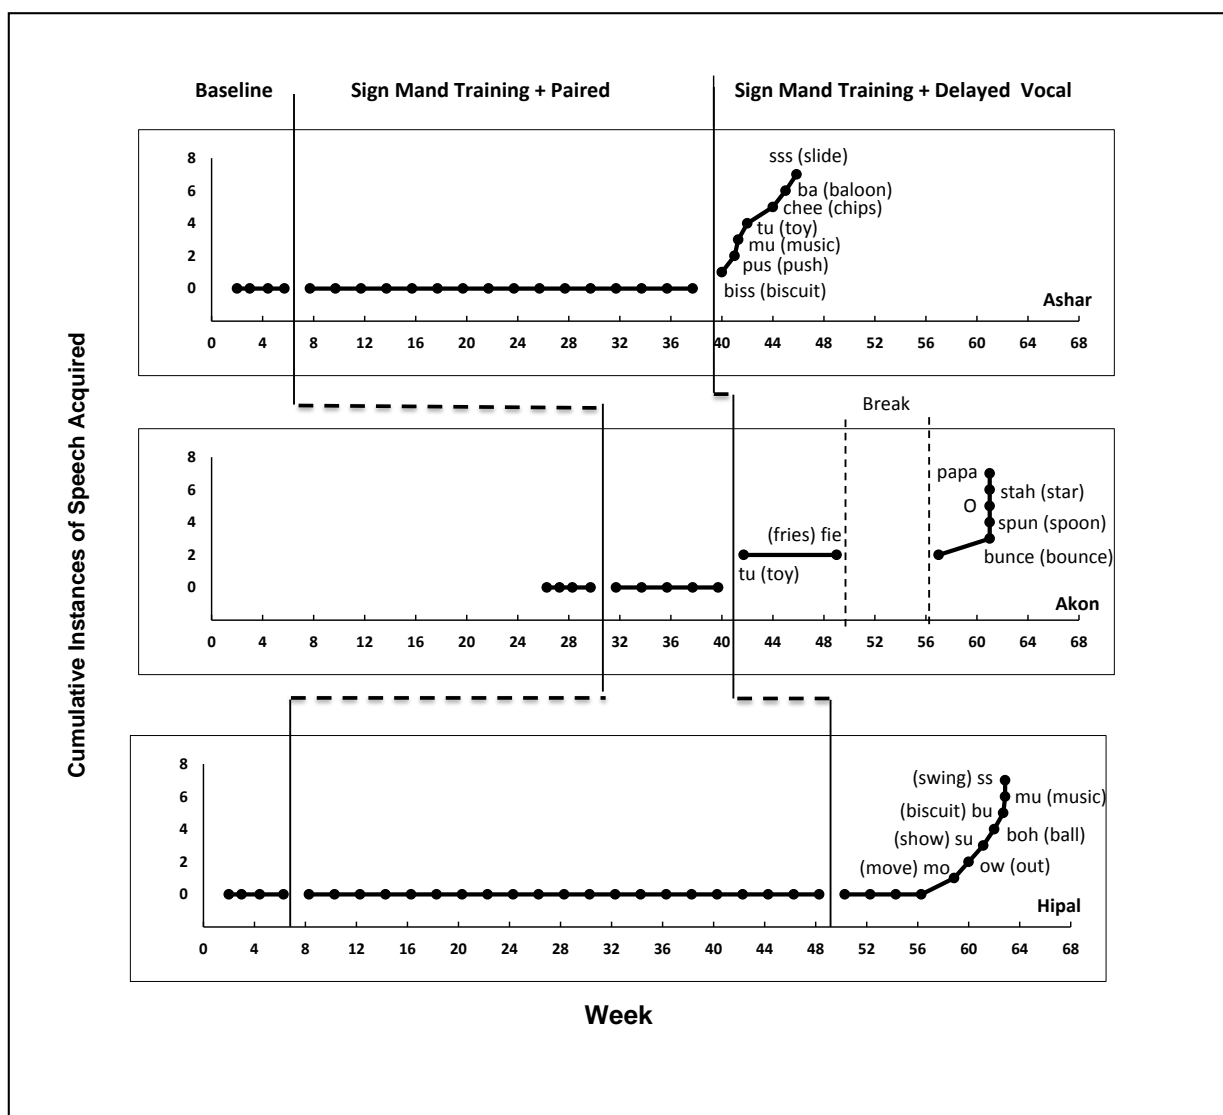 Baseline Sign Mand Training + Paired Sign Mand Training + Delayed Vocal
8
6
4
2
0
sss (slide)
ba (baloon)
chee (chips)
tu (toy)
mu (music)
pus (push)
biss (biscuit)
Ashar
0 4 8 12 16 20 24 28 32 36 40 44 48 52 56 60 64 68
Cumulative Instances of Speech Acquired
Break
8
6
4
2
0
papa
stah (star)
O
spun (spoon)
(fries) fie
bunce (bounce)
tu (toy)
Akon
0 4 8 12 16 20 24 28 32 36 40 44 48 52 56 60 64 68
8
6
4
2
0
(swing) ss
mu (music)
(biscuit) bu
boh (ball)
(show) su
(move) mo
ow (out)
Hipal
0 4 8 12 16 20 24 28 32 36 40 44 48 52 56 60 64 68
Week